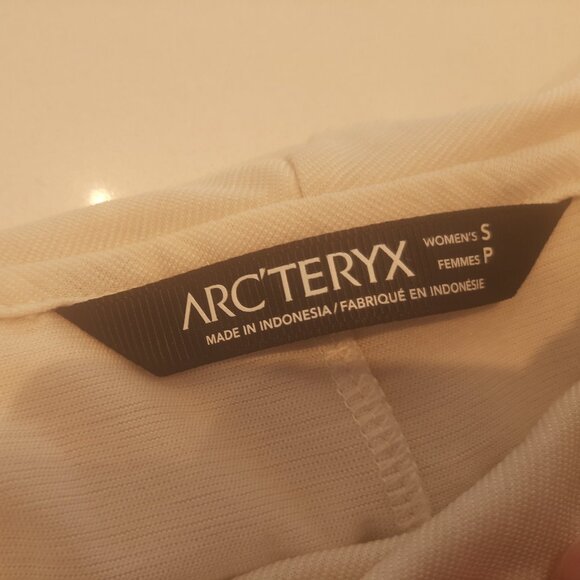 ARC'TERYX
WOMEN'S S
FEMMES P
MADE IN INDONESIA / FABRIQUÉ EN INDONÉSIE